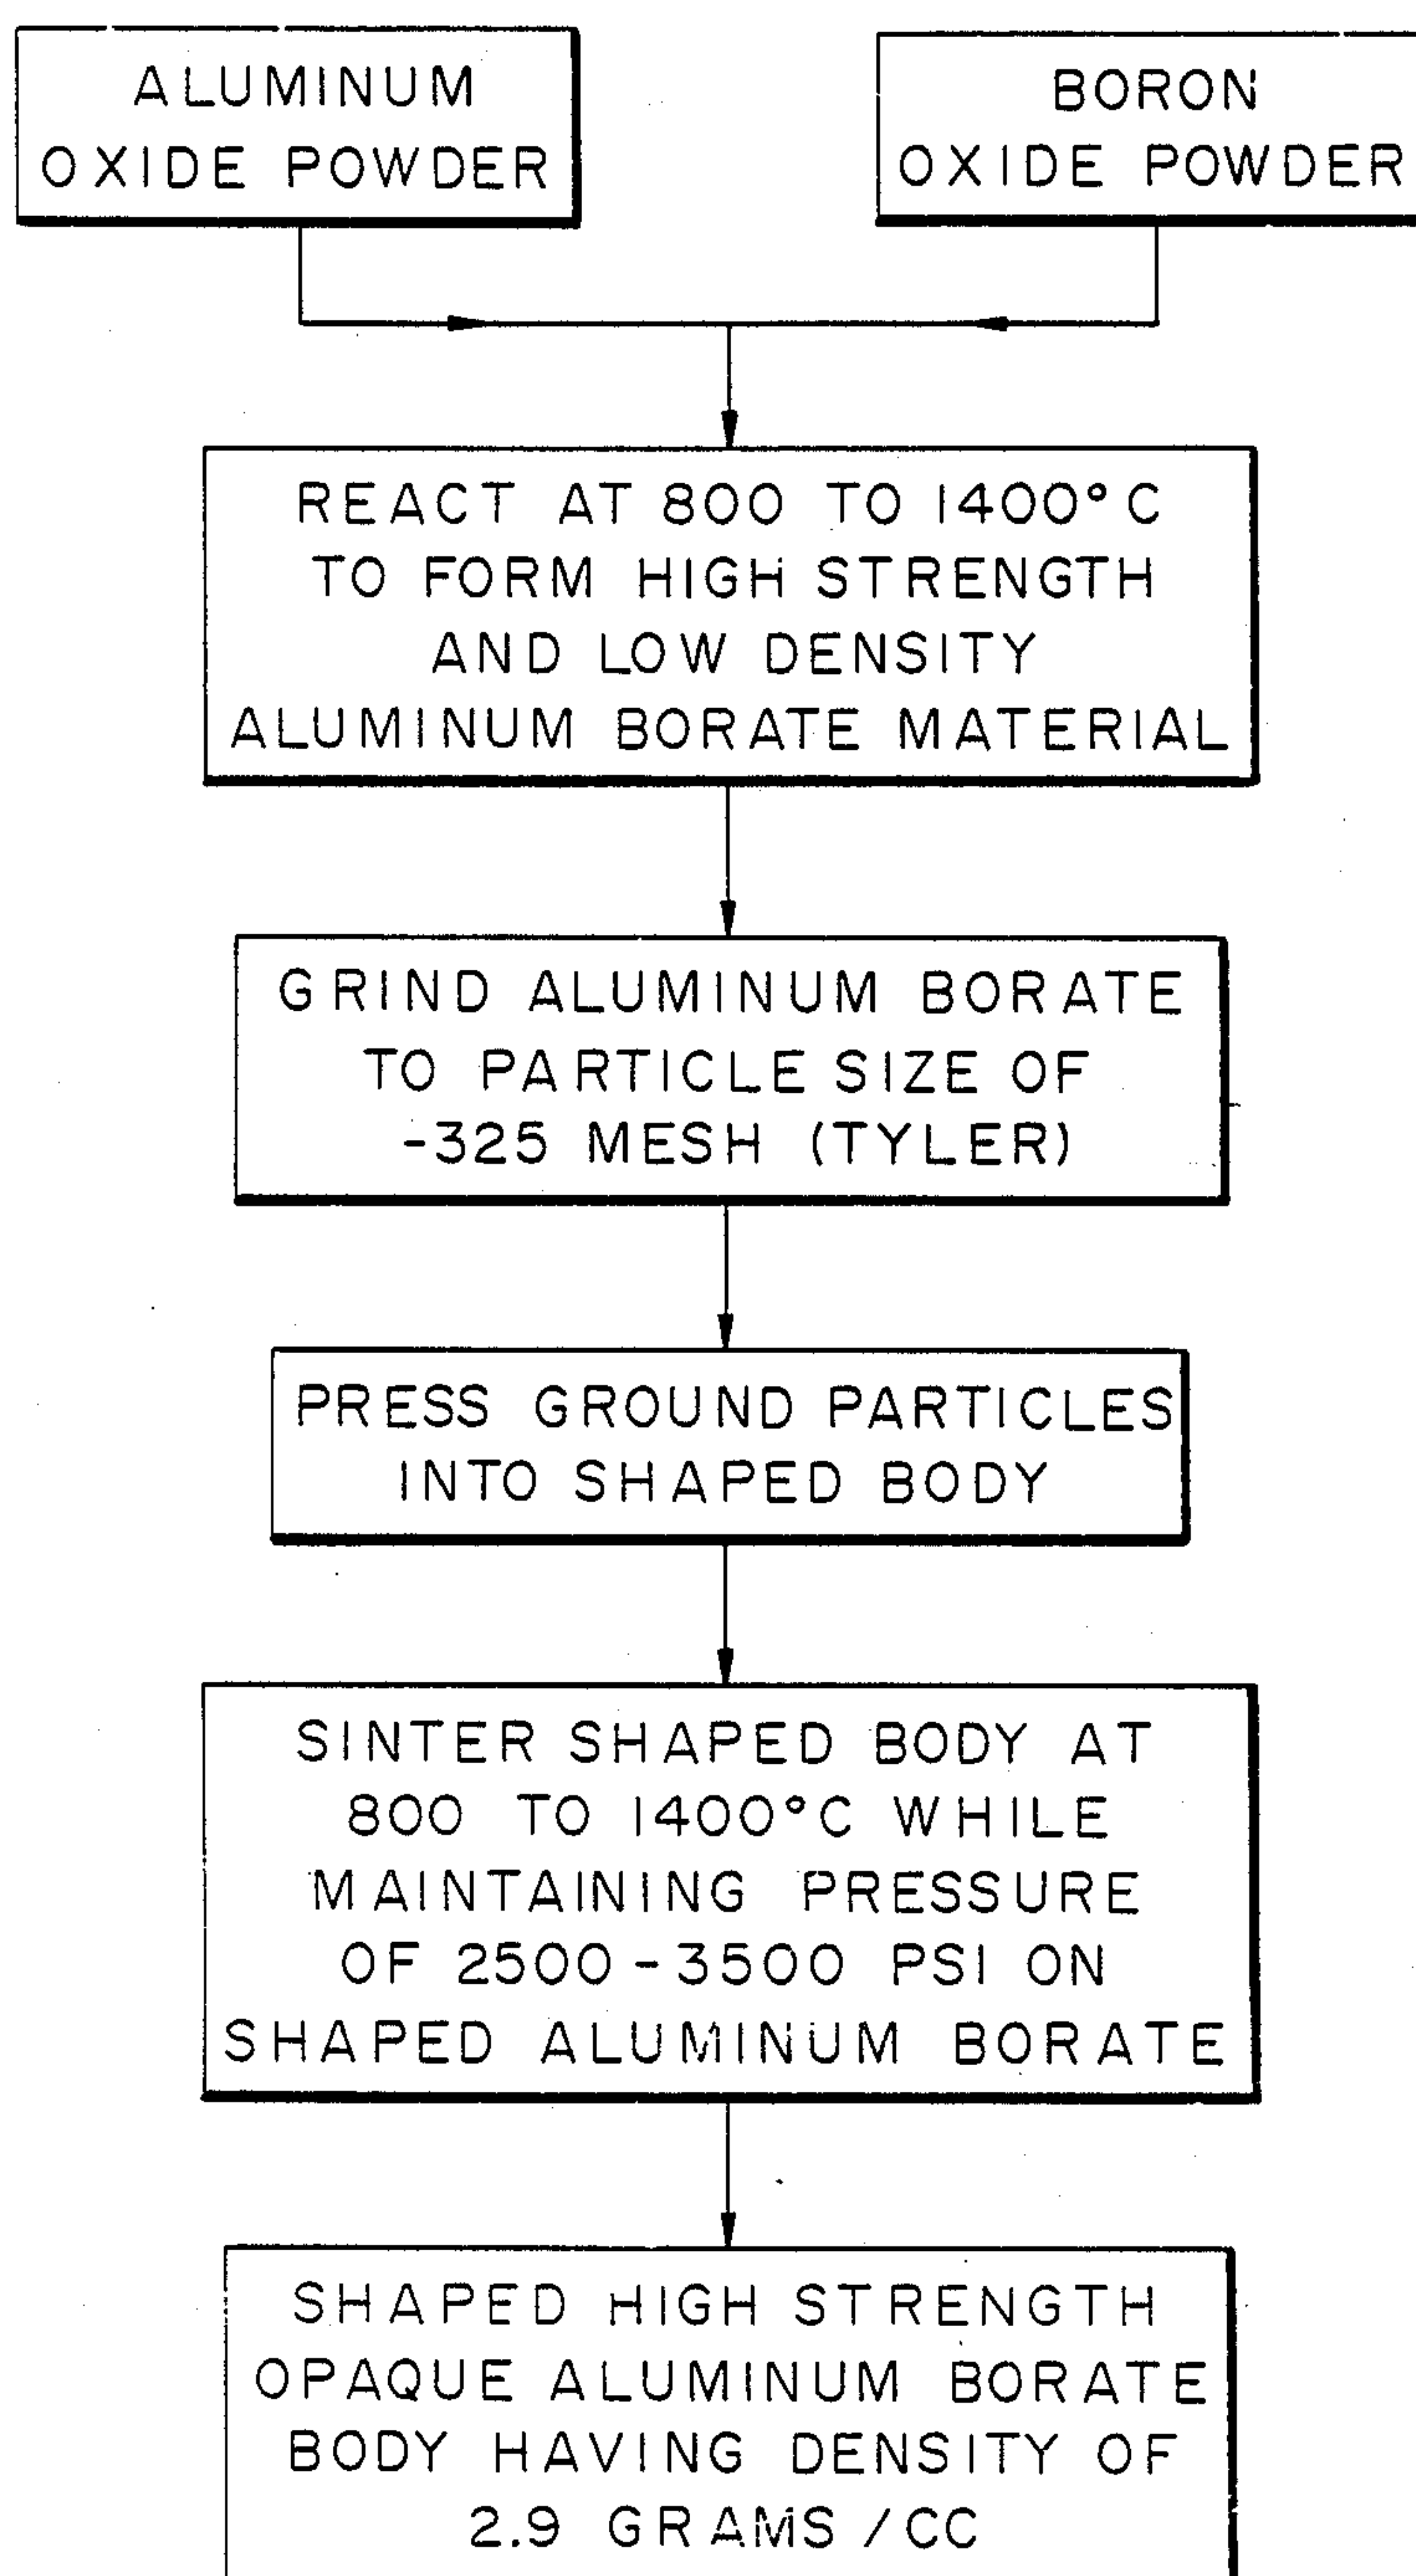 ALUMINUM
OXIDE POWDER
BORON
OXIDE POWDER
REACT AT 800 TO 1400°C
TO FORM HIGH STRENGTH
AND LOW DENSITY
ALUMINUM BORATE MATERIAL
GRIND ALUMINUM BORATE
TO PARTICLE SIZE OF
-325 MESH (TYLER)
PRESS GROUND PARTICLES
INTO SHAPED BODY
SINTER SHAPED BODY AT
800 TO 1400°C WHILE
MAINTAINING PRESSURE
OF 2500-3500 PSI ON
SHAPED ALUMINUM BORATE
SHAPED HIGH STRENGTH
OPAQUE ALUMINUM BORATE
BODY HAVING DENSITY OF
2.9 GRAMS/CC